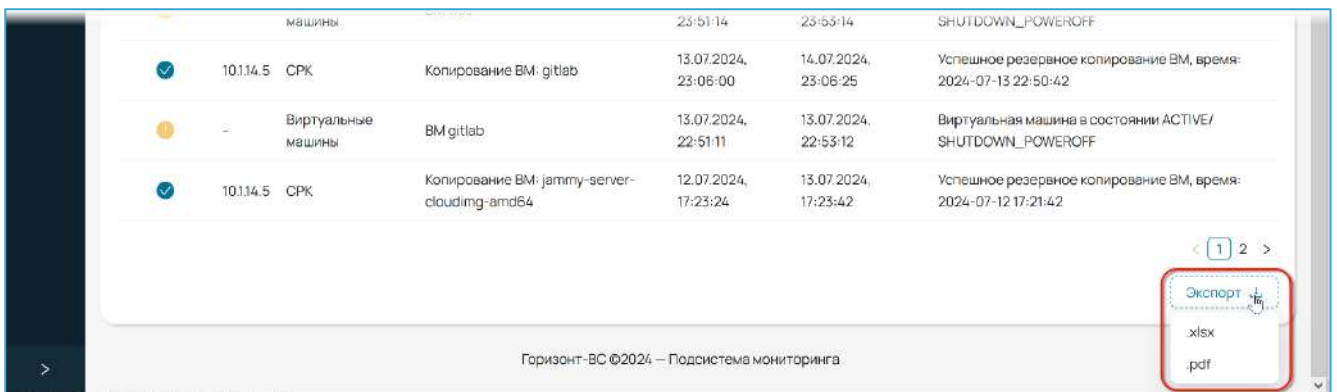 машины 23:51:14 23:53:14 SHUTDOWN_POWEROFF
13.07.2024, 14.07.2024, Успешное резервное копирование ВМ, время:
10.1.14.5 СРК Копирование ВМ: gitlab
23:06:00 23:06:25 2024-07-13 22:50:42
Виртуальные 13.07.2024, 13.07.2024, Виртуальная машина в состоянии ACTIVE/
- ВМ gitlab
машины 22:51:11 22:53:12 SHUTDOWN_POWEROFF
Копирование ВМ: jammy-server- 12.07.2024, 13.07.2024, Успешное резервное копирование ВМ, время:
10.1.14.5 СРК
cloudimg-amd64 17:23:24 17:23:42 2024-07-12 17:21:42
< 1 2 >
Экспорт
.xlsx
.pdf
Горизонт-ВС ©2024 — Подсистема мониторинга
>